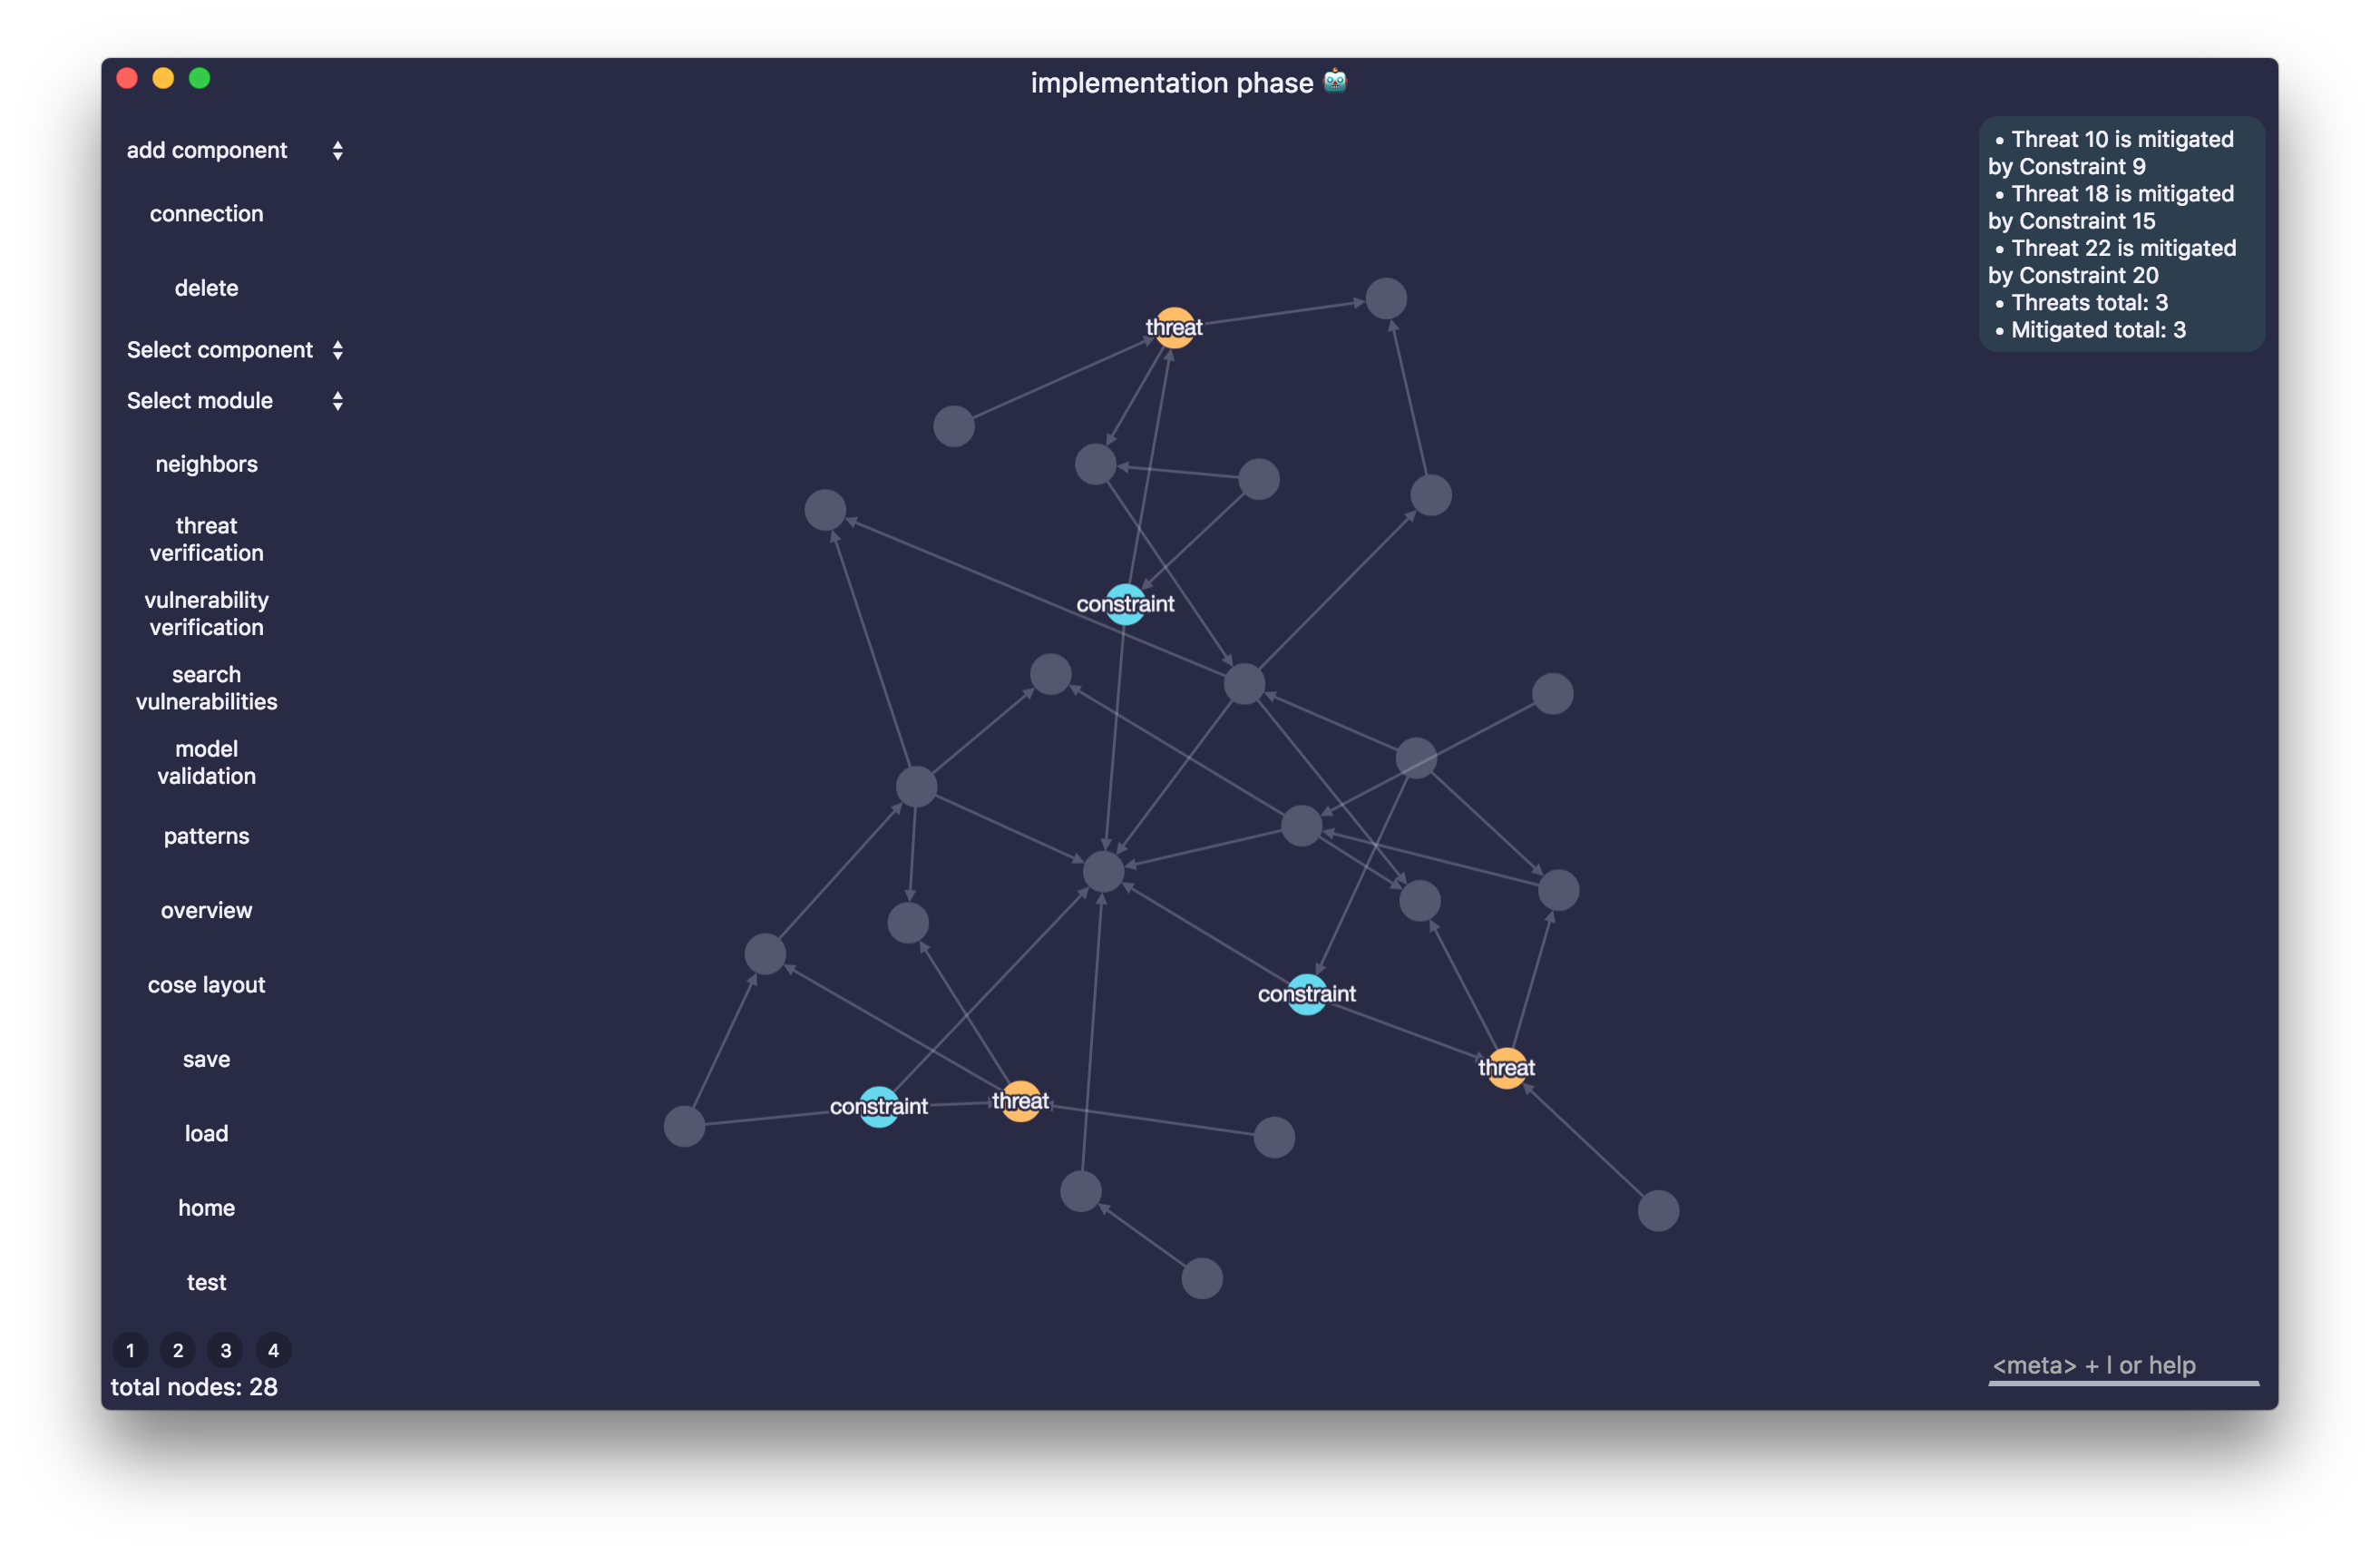 implementation phase 🤖
add component
connection
delete
Select component
Select module
neighbors
threat
verification
vulnerability
verification
search
vulnerabilities
model
validation
patterns
overview
cose layout
save
load
home
test
1 2 3 4
total nodes: 28
threat
constraint
constraint
threat
constraint
threat
• Threat 10 is mitigated
by Constraint 9
• Threat 18 is mitigated
by Constraint 15
• Threat 22 is mitigated
by Constraint 20
• Threats total: 3
• Mitigated total: 3
<meta> + l or help